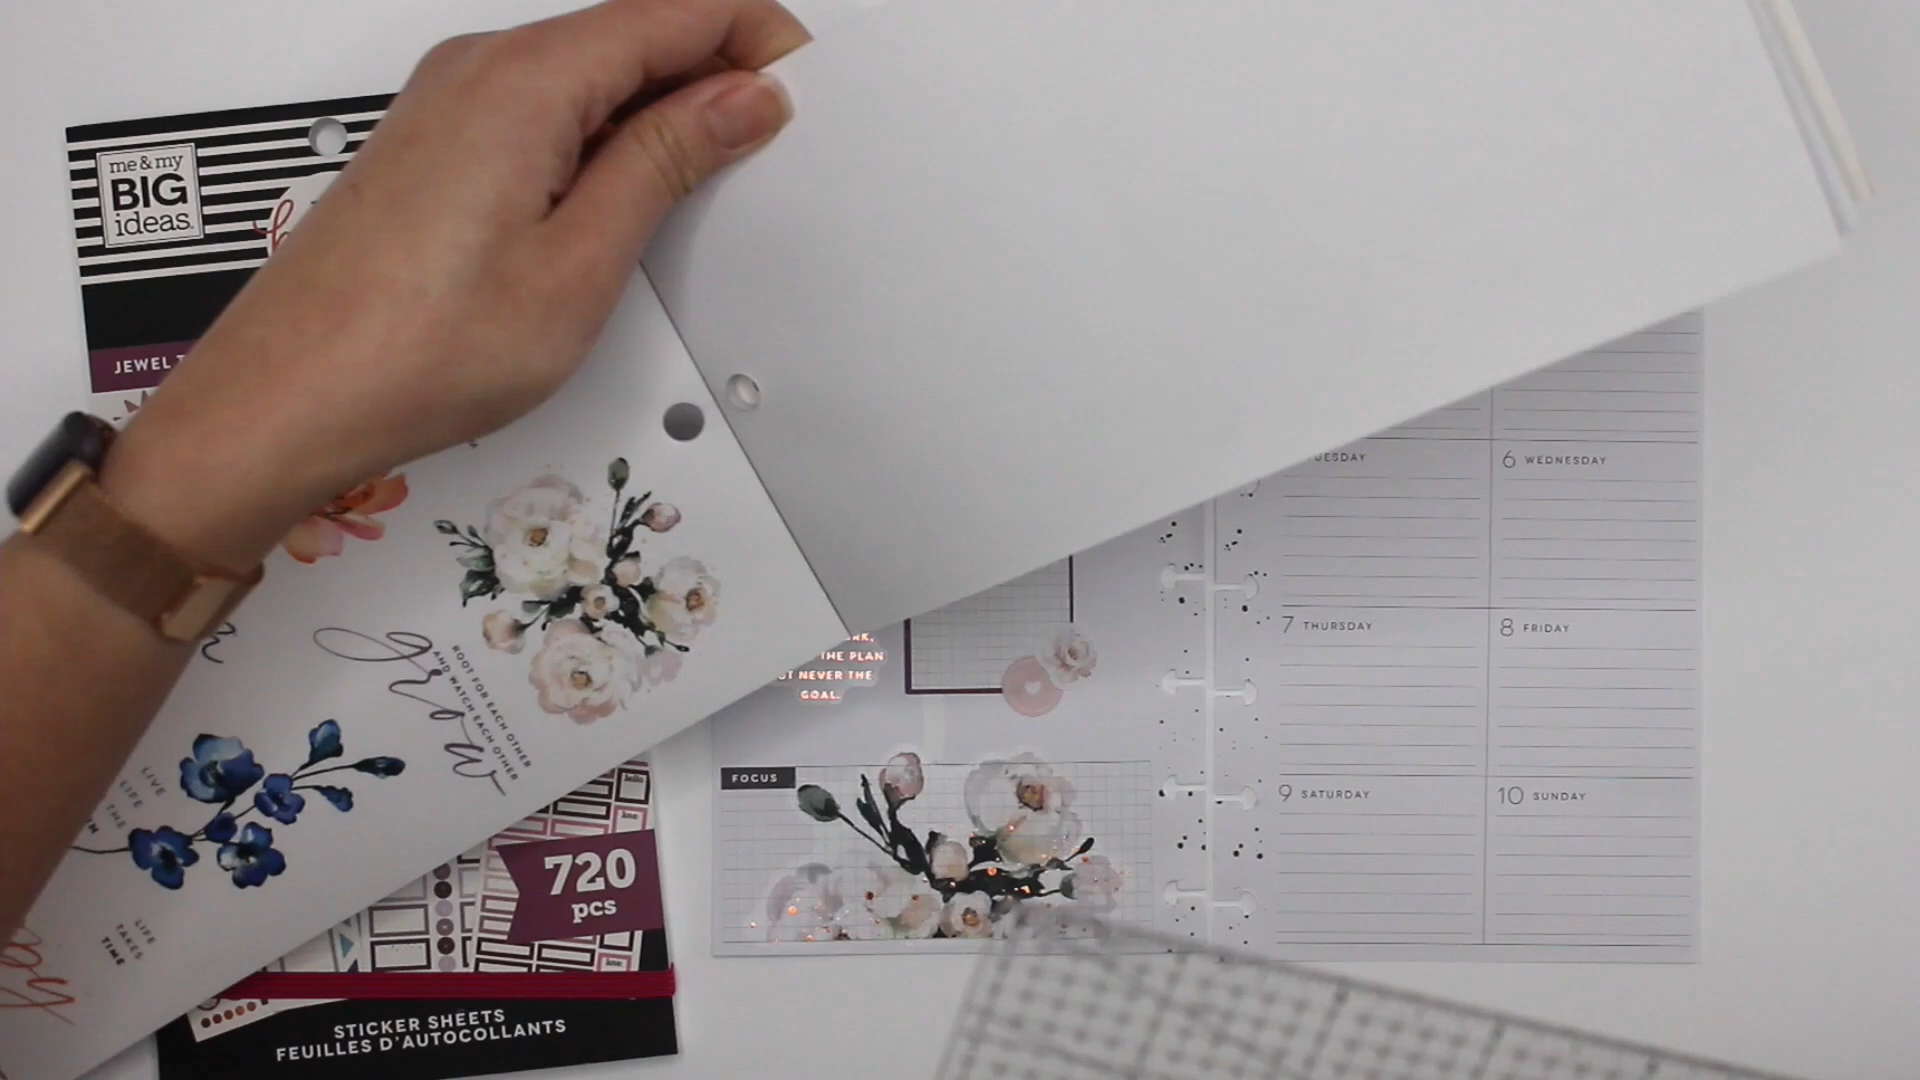 me & my
BIG
ideas.
JEWEL
grow
ROOT FOR EACH OTHER
AND WATCH EACH OTHER
LIVE
LIFE
THE
LIFE
TAKES
TIME
720
pcs
STICKER SHEETS
FEUILLES D'AUTOCOLLANTS
THE PLAN
NEVER THE
GOAL.
FOCUS
6 WEDNESDAY
7 THURSDAY
8 FRIDAY
9 SATURDAY
10 SUNDAY